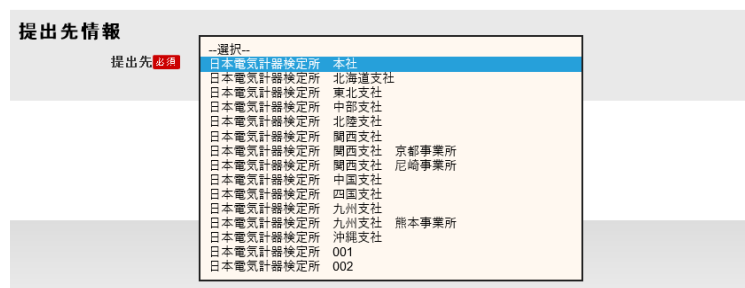 提出先情報
提出先 必須
--選択--
日本電気計器検定所 本社
日本電気計器検定所 北海道支社
日本電気計器検定所 東北支社
日本電気計器検定所 中部支社
日本電気計器検定所 北陸支社
日本電気計器検定所 関西支社
日本電気計器検定所 関西支社 京都事業所
日本電気計器検定所 関西支社 尼崎事業所
日本電気計器検定所 中国支社
日本電気計器検定所 四国支社
日本電気計器検定所 九州支社
日本電気計器検定所 九州支社 熊本事業所
日本電気計器検定所 沖縄支社
日本電気計器検定所 001
日本電気計器検定所 002